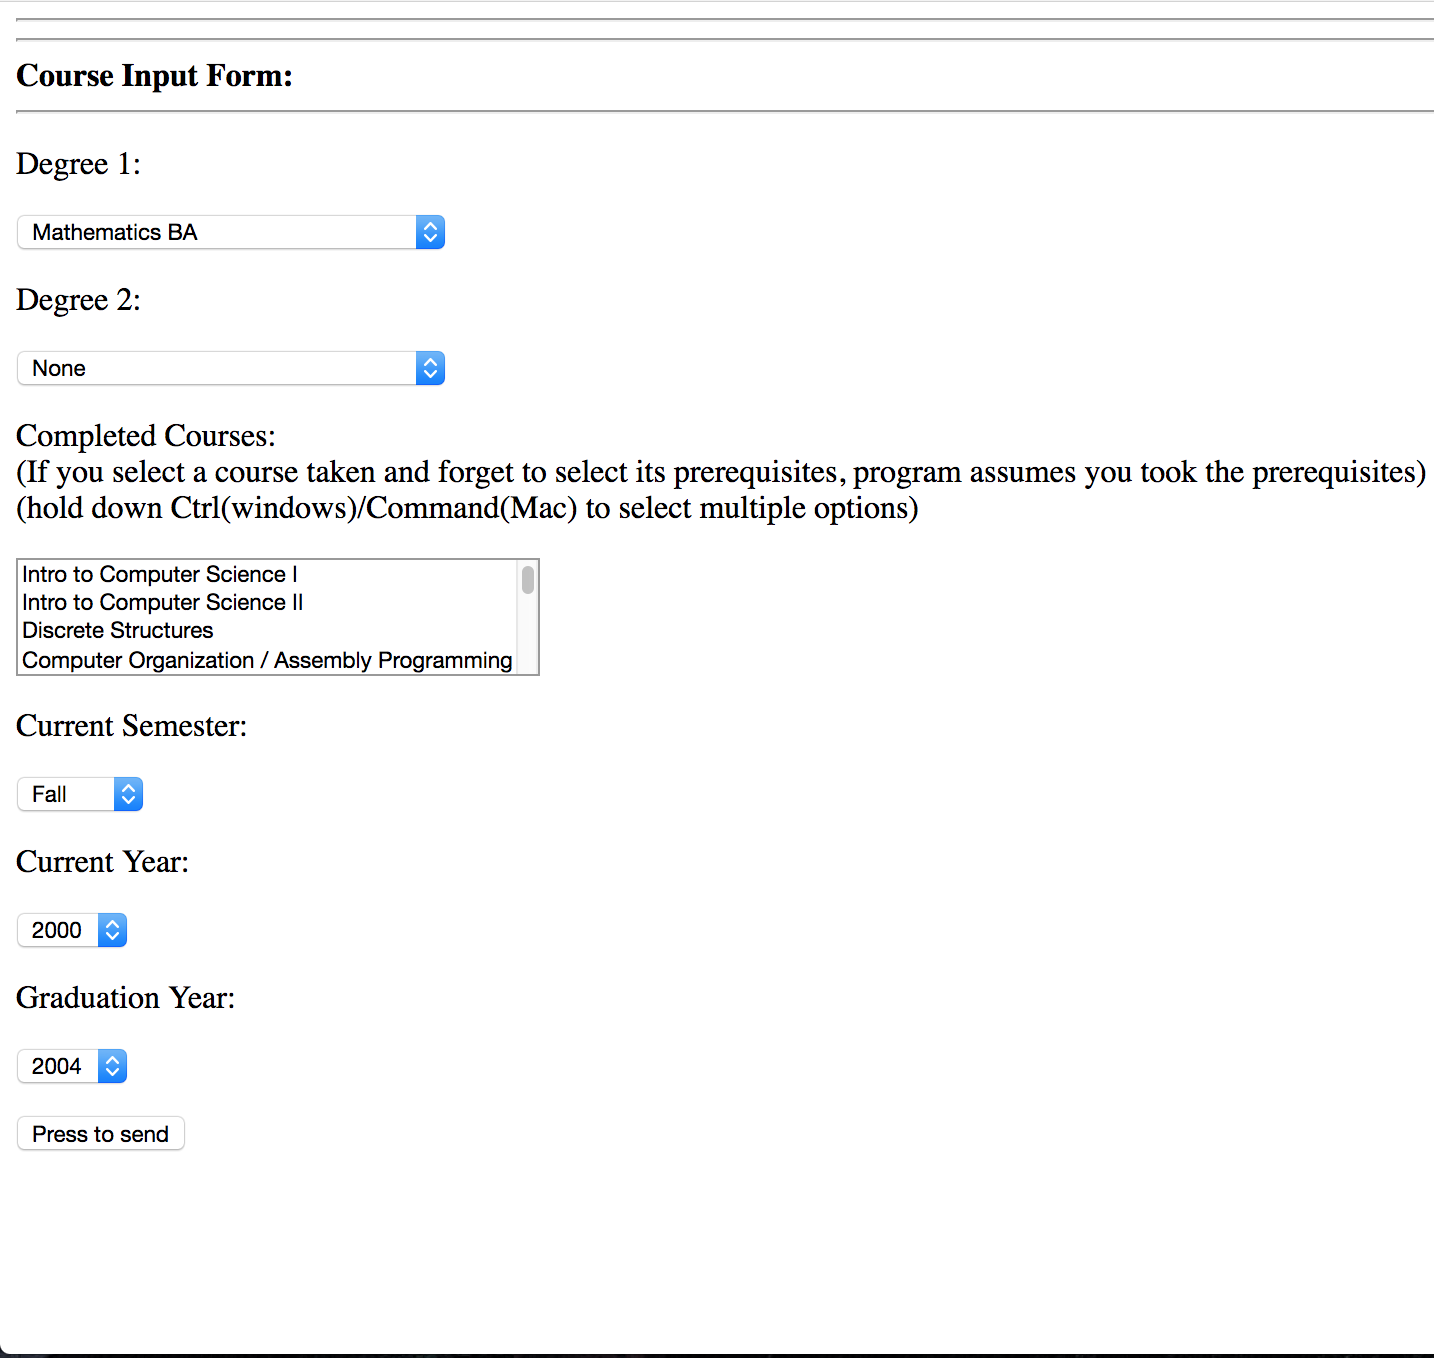 Course Input Form:
Degree 1:
Mathematics BA
Degree 2:
None
Completed Courses:
(If you select a course taken and forget to select its prerequisites, program assumes you took the prerequisites)
(hold down Ctrl(windows)/Command(Mac) to select multiple options)
Intro to Computer Science I
Intro to Computer Science II
Discrete Structures
Computer Organization / Assembly Programming
Current Semester:
Fall
Current Year:
2000
Graduation Year:
2004
Press to send